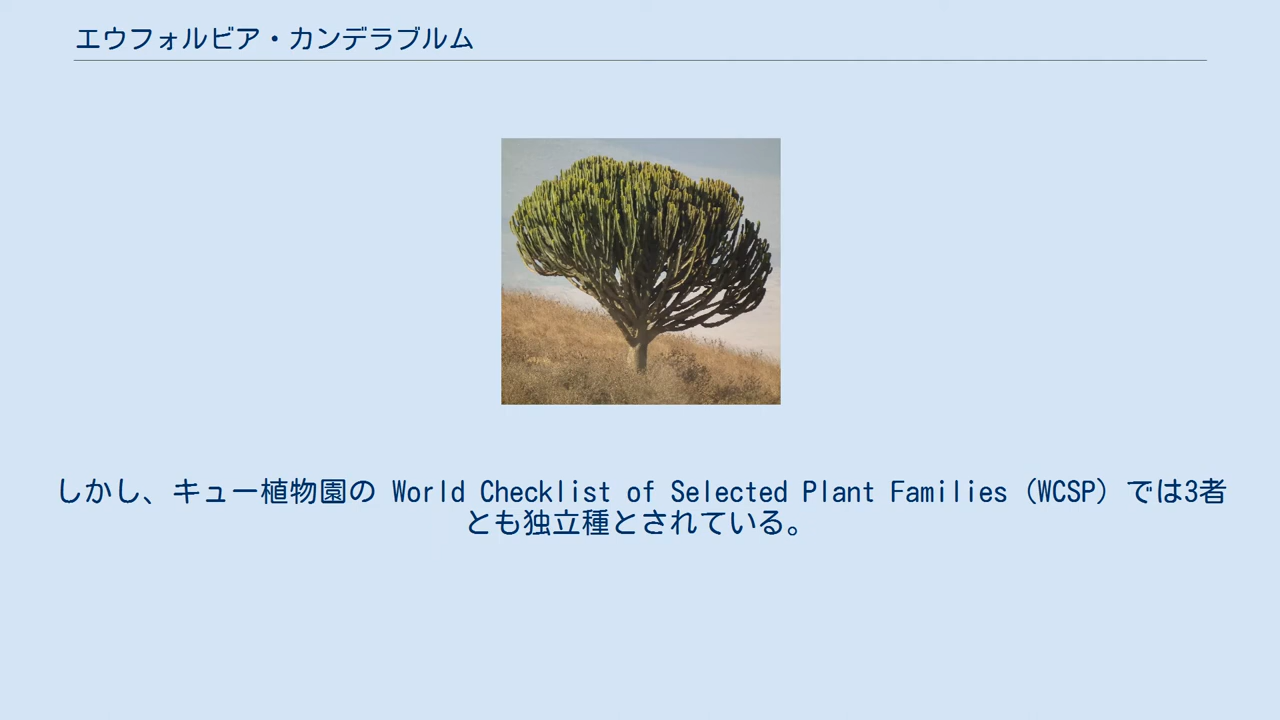 エウフォルビア・カンデラブルム
しかし、キュー植物園の World Checklist of Selected Plant Families（WCSP）では3者
とも独立種とされている。